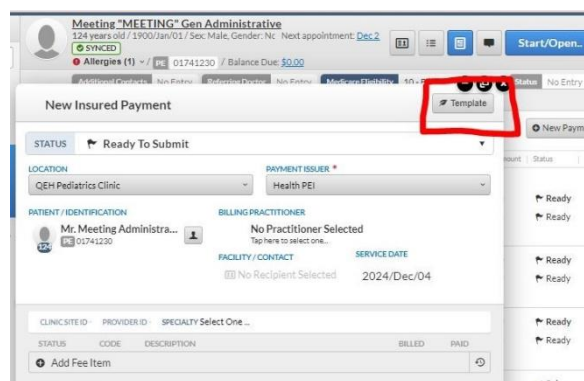 Meeting "MEETING" Gen Administrative
124 years old / 1900/Jan/01 / Sex: Male, Gender: Nc Next appointment: Dec 2
SYNCED
Allergies (1) / PE 01741230 / Balance Due: $0.00
Start/Open..
Additional Contacts No Entry Referring Doctor No Entry Medicare Eligibility 10 - Status No Entry
New Insured Payment
Template
New Paym
STATUS Ready To Submit
Status
LOCATION PAYMENT ISSUER *
QEH Pediatrics Clinic Health PEI
Ready
PATIENT / IDENTIFICATION BILLING PRACTITIONER
Ready
Mr. Meeting Administra... No Practitioner Selected
124 PE 01741230 Tap here to select one...
FACILITY / CONTACT SERVICE DATE
Ready
No Recipient Selected 2024/Dec/04
Ready
CLINIC SITE ID - PROVIDER ID - SPECIALTY Select One ...
Ready
STATUS CODE DESCRIPTION BILLED PAID
Ready
Add Fee Item